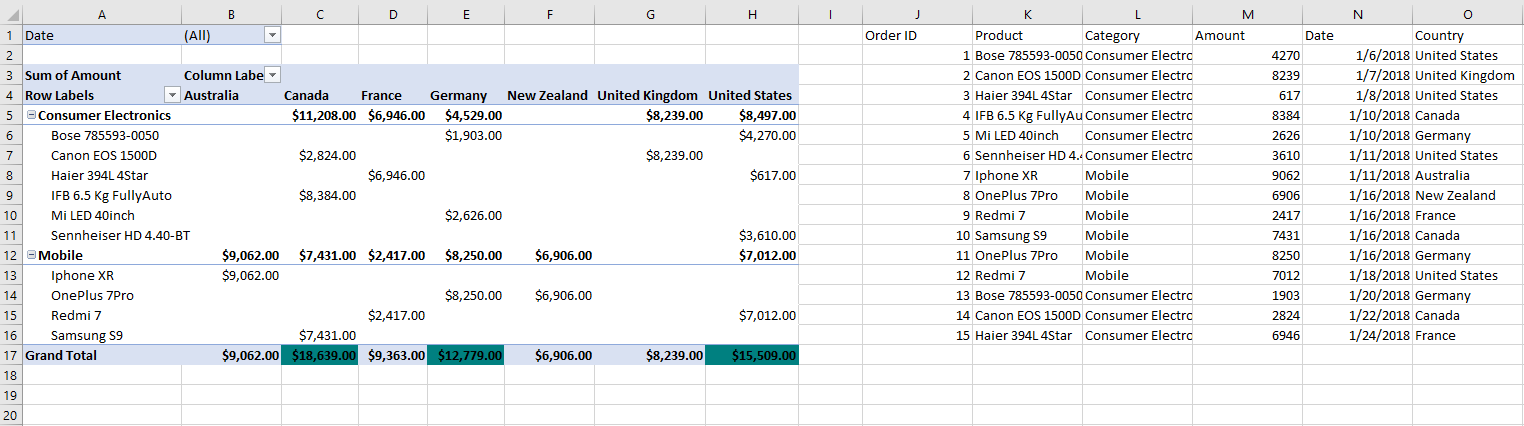 A B C D E F G H I J K L M N O
1 Date (All) Order ID Product Category Amount Date Country
2 1 Bose 785593-0050 Consumer Electro 4270 1/6/2018 United States
3 Sum of Amount Column Labe 2 Canon EOS 1500D Consumer Electro 8239 1/7/2018 United Kingdom
4 Row Labels Australia Canada France Germany New Zealand United Kingdom United States 3 Haier 394L 4Star Consumer Electro 617 1/8/2018 United States
5 Consumer Electronics $11,208.00 $6,946.00 $4,529.00 $8,239.00 $8,497.00 4 IFB 6.5 Kg FullyAu Consumer Electro 8384 1/10/2018 Canada
6 Bose 785593-0050 $1,903.00 $4,270.00 5 Mi LED 40inch Consumer Electro 2626 1/10/2018 Germany
7 Canon EOS 1500D $2,824.00 $8,239.00 6 Sennheiser HD 4.4 Consumer Electro 3610 1/11/2018 United States
8 Haier 394L 4Star $6,946.00 $617.00 7 Iphone XR Mobile 9062 1/11/2018 Australia
9 IFB 6.5 Kg FullyAuto $8,384.00 8 OnePlus 7Pro Mobile 6906 1/16/2018 New Zealand
10 Mi LED 40inch $2,626.00 9 Redmi 7 Mobile 2417 1/16/2018 France
11 Sennheiser HD 4.40-BT $3,610.00 10 Samsung S9 Mobile 7431 1/16/2018 Canada
12 Mobile $9,062.00 $7,431.00 $2,417.00 $8,250.00 $6,906.00 $7,012.00 11 OnePlus 7Pro Mobile 8250 1/16/2018 Germany
13 Iphone XR $9,062.00 12 Redmi 7 Mobile 7012 1/18/2018 United States
14 OnePlus 7Pro $8,250.00 $6,906.00 13 Bose 785593-0050 Consumer Electro 1903 1/20/2018 Germany
15 Redmi 7 $2,417.00 $7,012.00 14 Canon EOS 1500D Consumer Electro 2824 1/22/2018 Canada
16 Samsung S9 $7,431.00 15 Haier 394L 4Star Consumer Electro 6946 1/24/2018 France
17 Grand Total $9,062.00 $18,639.00 $9,363.00 $12,779.00 $6,906.00 $8,239.00 $15,509.00
18
19
20